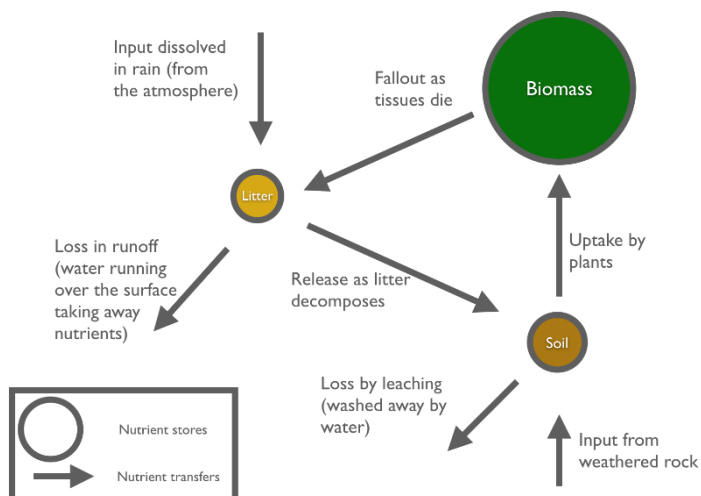 Input dissolved
in rain (from
the atmosphere)
Fallout as
tissues die
Biomass
Litter
Loss in runoff
(water running
over the surface
taking away
nutrients)
Release as litter
decomposes
Uptake by
plants
Soil
Loss by leaching
(washed away by
water)
Input from
weathered rock
Nutrient stores
Nutrient transfers